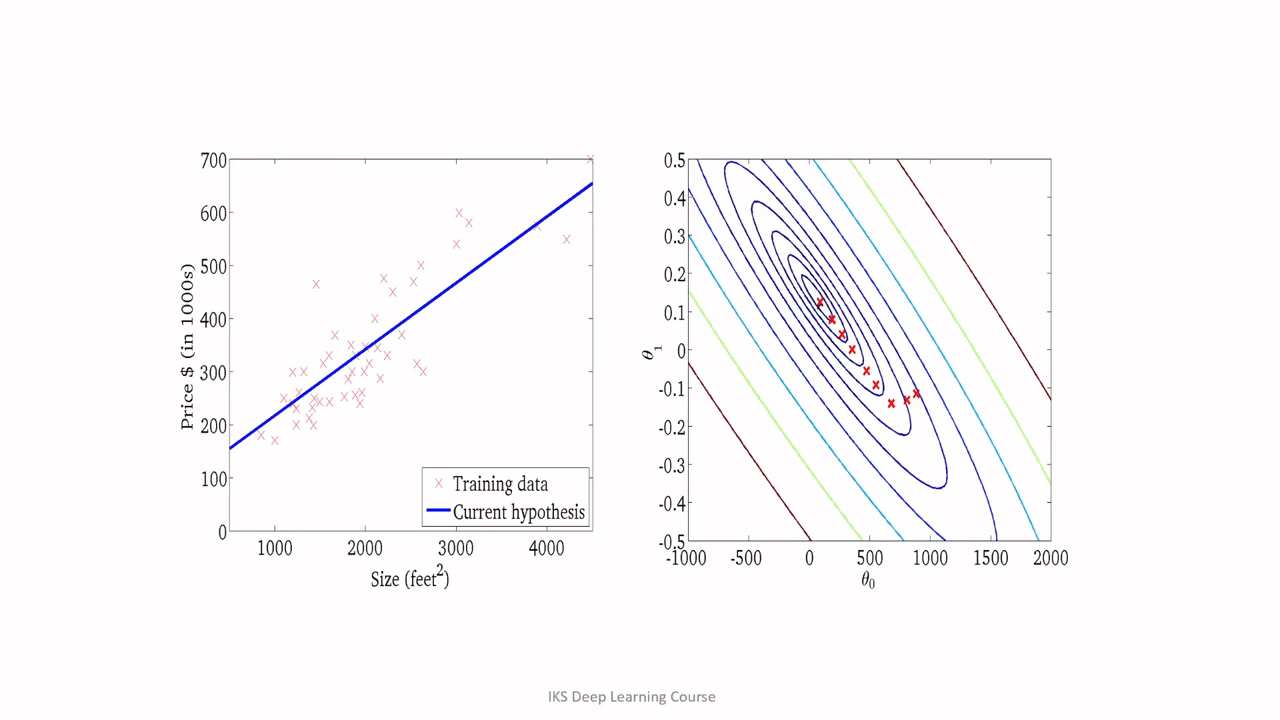 700
600
500
400
300
200
100
0
Price $ (in 1000s)
1000 2000 3000 4000
Size (feet²)
Training data
Current hypothesis
0.5
0.4
0.3
0.2
0.1
0
-0.1
-0.2
-0.3
-0.4
-0.5
θ₁
-1000 -500 0 500 1000 1500 2000
θ₀
IKS Deep Learning Course